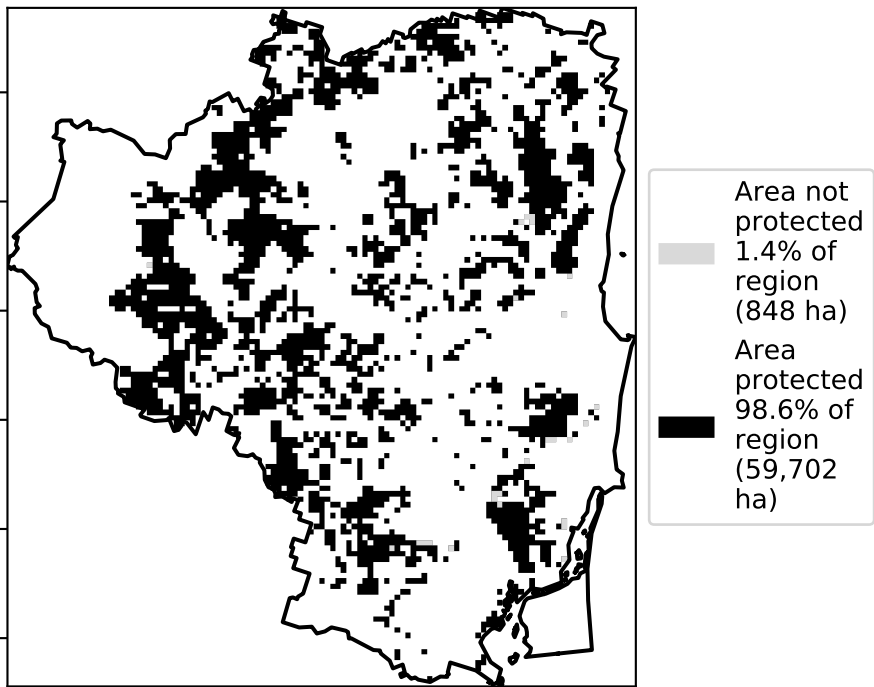 Area not
protected
1.4% of
region
(848 ha)
Area
protected
98.6% of
region
(59,702
ha)